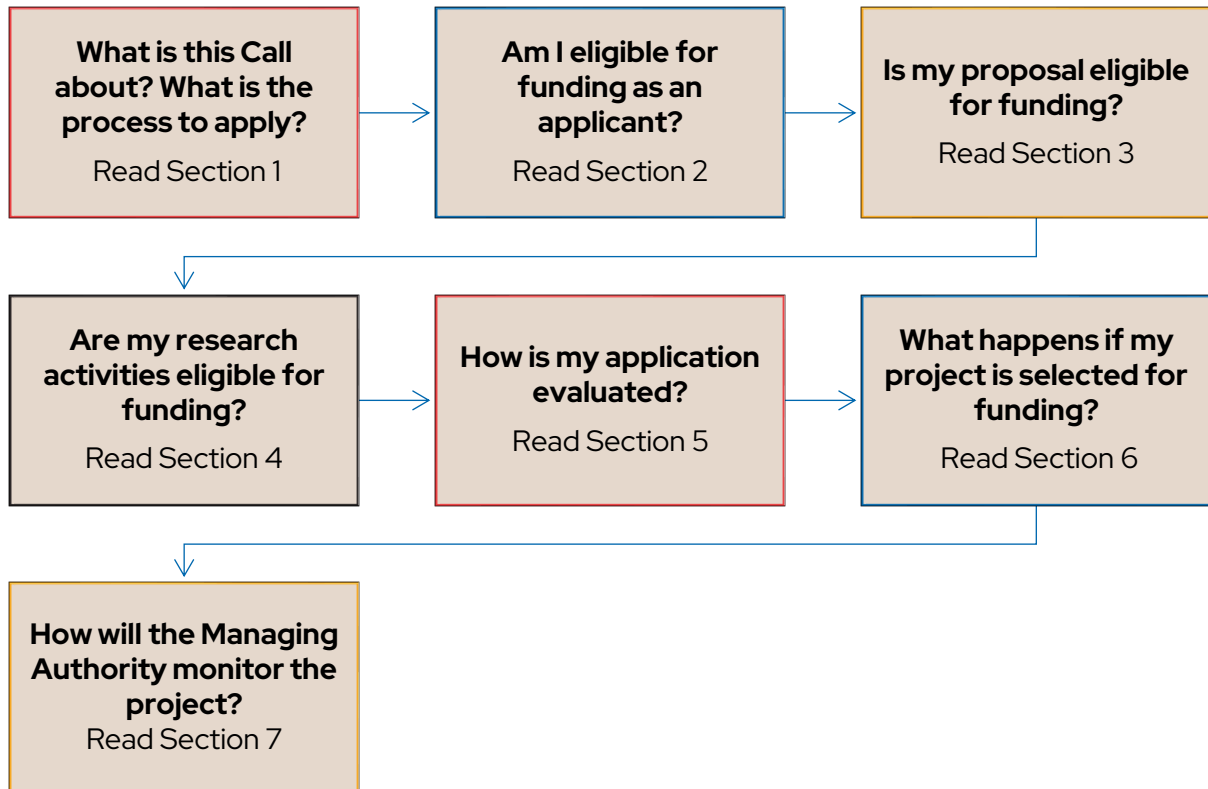 What is this Call
about? What is the
process to apply?
Read Section 1
Am I eligible for
funding as an
applicant?
Read Section 2
Is my proposal eligible
for funding?
Read Section 3
Are my research
activities eligible for
funding?
Read Section 4
How is my application
evaluated?
Read Section 5
What happens if my
project is selected for
funding?
Read Section 6
How will the Managing
Authority monitor the
project?
Read Section 7